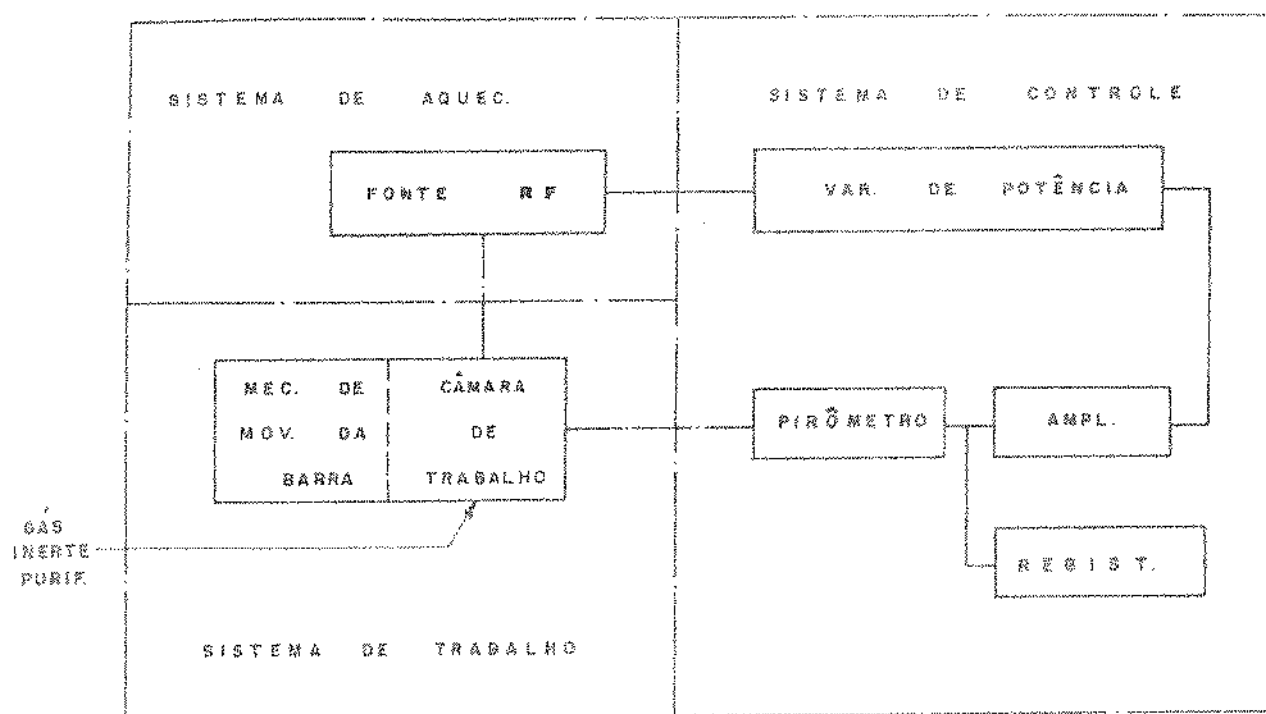 SISTEMA DE AQUEC.
SISTEMA DE CONTROLE
FONTE RF
VAR. DE POTÊNCIA
MEC. DE
MOV. DA
BARRA
CÂMARA
DE
TRABALHO
PIRÔMETRO
AMPL.
REGIST.
GÁS
INERTE
PURIF.
SISTEMA DE TRABALHO